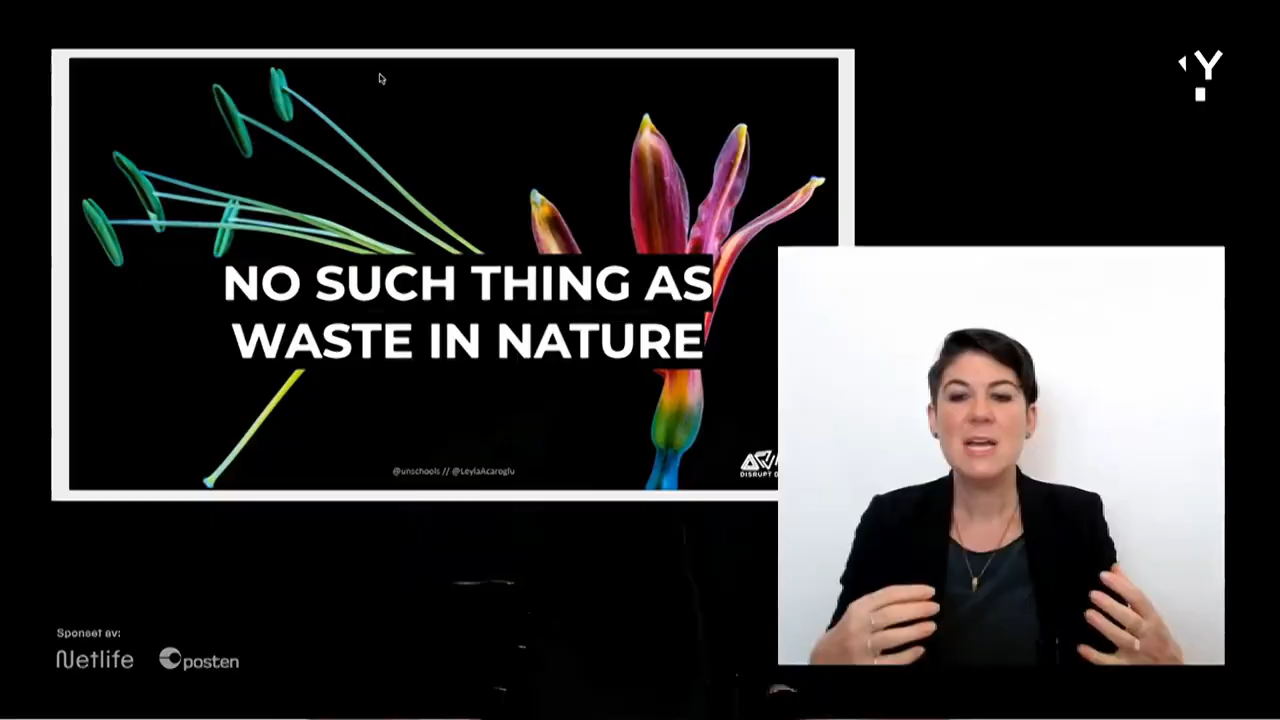 NO SUCH THING AS
WASTE IN NATURE
@unschools // @LeylaAcaroglu
Y
Sponset av:
Netlife posten